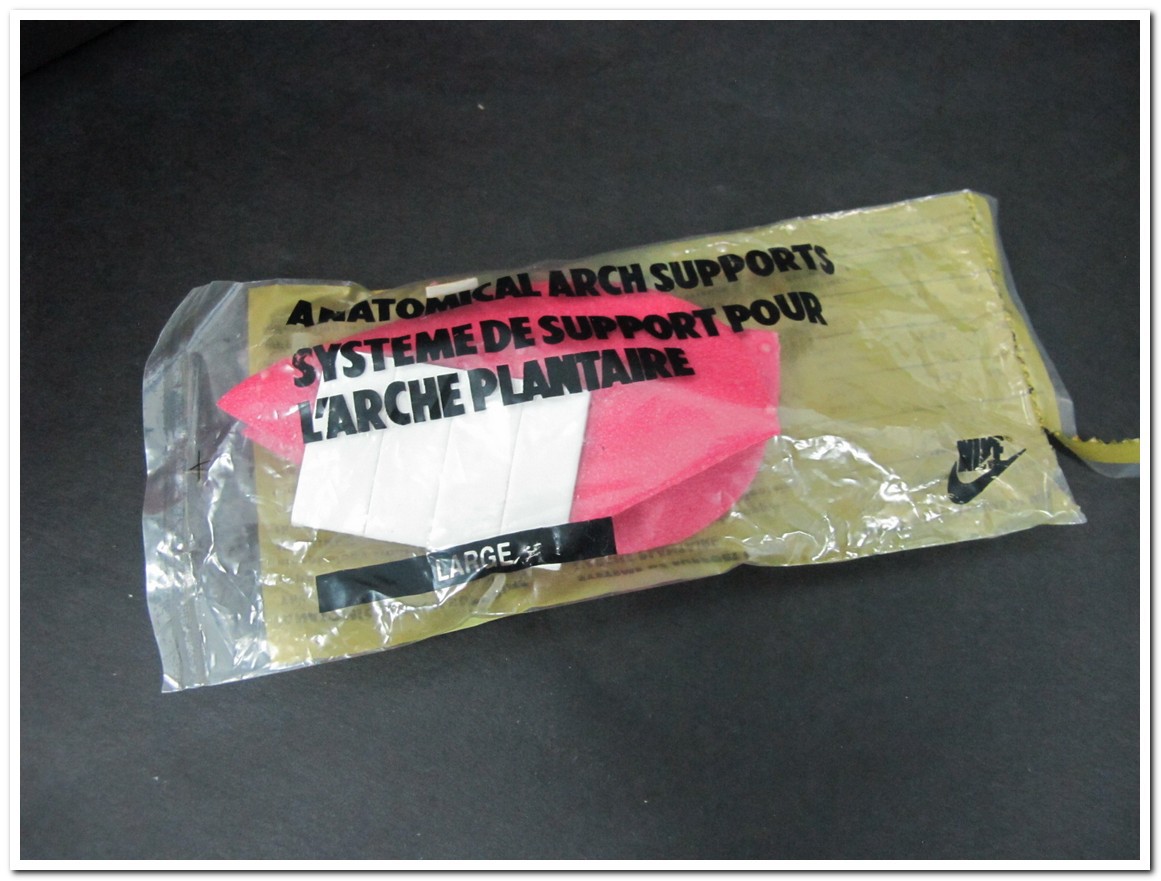 ANATOMICAL ARCH SUPPORTS
SYSTEME DE SUPPORT POUR
L'ARCHE PLANTAIRE
NIKE
LARGE